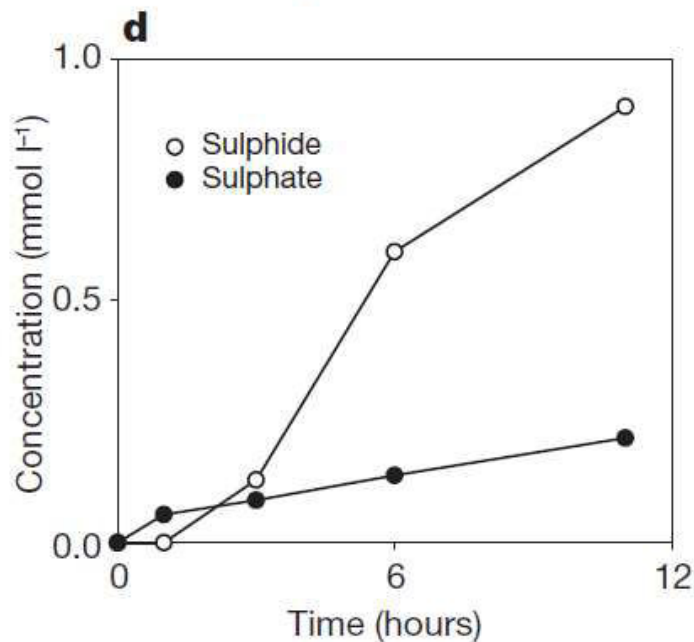 d
1.0
Sulphide
Sulphate
0.5
0.0
0
6
12
Concentration (mmol l⁻¹)
Time (hours)